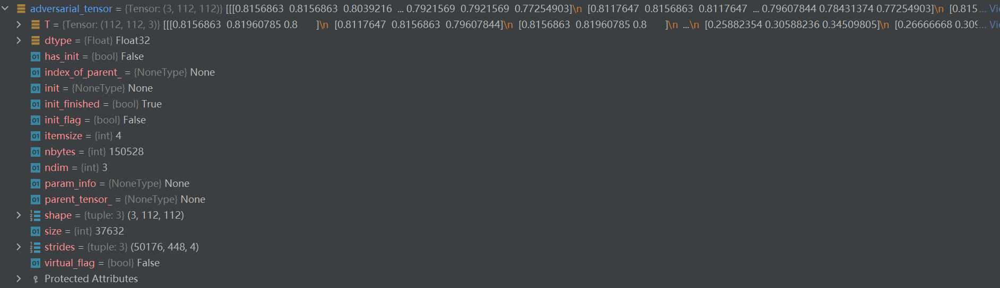 adversarial_tensor = {Tensor: (3, 112, 112)} [[[0.8156863 0.8156863 0.8039216 ... 0.7921569 0.7921569 0.77254903]\n [0.8117647 0.8156863 0.8117647 ... 0.79607844 0.78431374 0.77254903]\n [0.815... Vie
T = {Tensor: (112, 112, 3)} [[[0.8156863 0.81960785 0.8 ]\n [0.8117647 0.8156863 0.79607844]\n [0.8156863 0.81960785 0.8 ]\n ...\n [0.25882354 0.30588236 0.34509805]\n [0.26666668 0.309... Vie
dtype = {Float} Float32
has_init = {bool} False
index_of_parent_ = {NoneType} None
init = {NoneType} None
init_finished = {bool} True
init_flag = {bool} False
itemsize = {int} 4
nbytes = {int} 150528
ndim = {int} 3
param_info = {NoneType} None
parent_tensor_ = {NoneType} None
shape = {tuple: 3} (3, 112, 112)
size = {int} 37632
strides = {tuple: 3} (50176, 448, 4)
virtual_flag = {bool} False
Protected Attributes